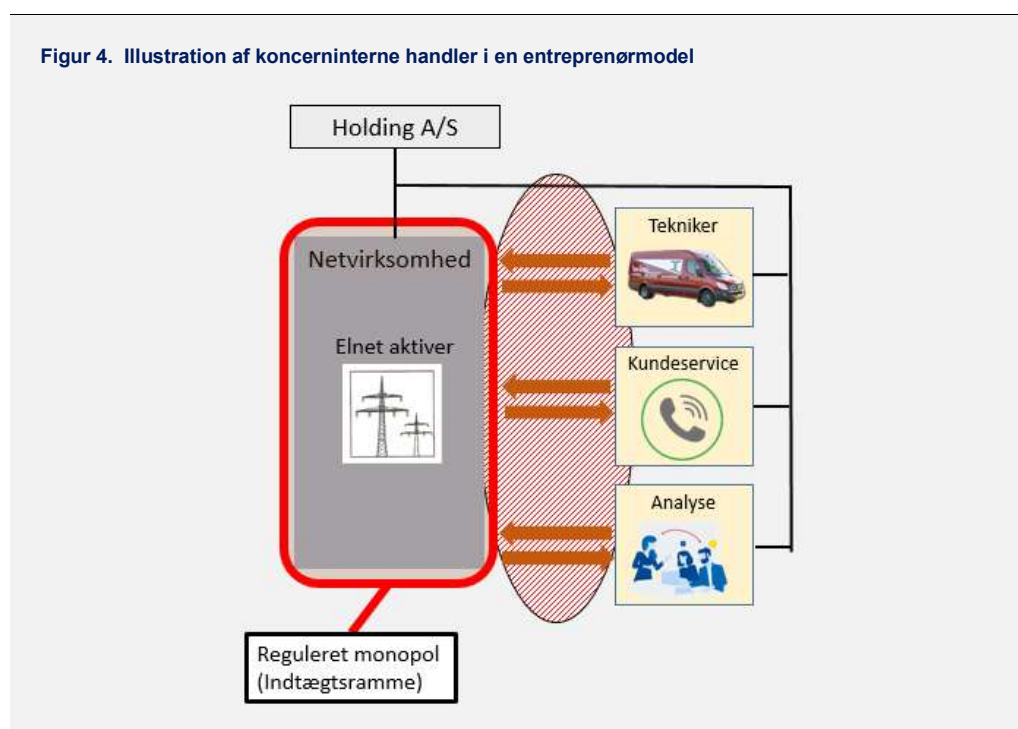 Figur 4. Illustration af koncerninterne handler i en entreprenørmodel
Holding A/S
Netvirksomhed
Elnet aktiver
Tekniker
Kundeservice
Analyse
Reguleret monopol
(Indtægtsramme)